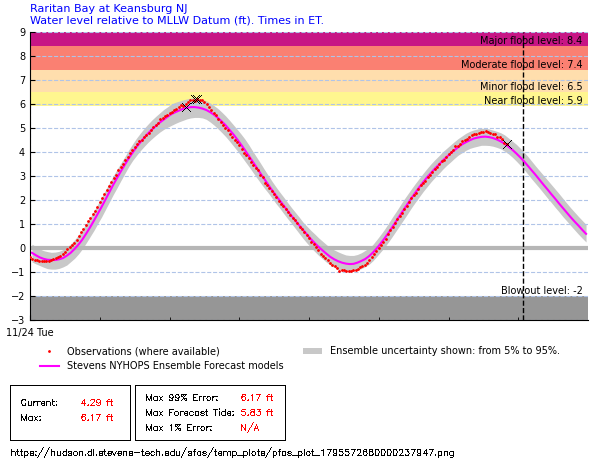 Raritan Bay at Keansburg NJ
Water level relative to MLLW Datum (ft). Times in ET.
9
Major flood level: 8.4
8
Moderate flood level: 7.4
7
Minor flood level: 6.5
6
Near flood level: 5.9
5
4
3
2
1
0
−1
Blowout level: -2
−2
−3
11/24 Tue
Observations (where available)
Ensemble uncertainty shown: from 5% to 95%.
Stevens NYHOPS Ensemble Forecast models
Current: 4.29 ft
Max: 6.17 ft
Max 99% Error: 6.17 ft
Max Forecast Tide: 5.83 ft
Max 1% Error: N/A
https://hudson.dl.stevens-tech.edu/sfas/temp_plots/pfas_plot_1795572680000237947.png